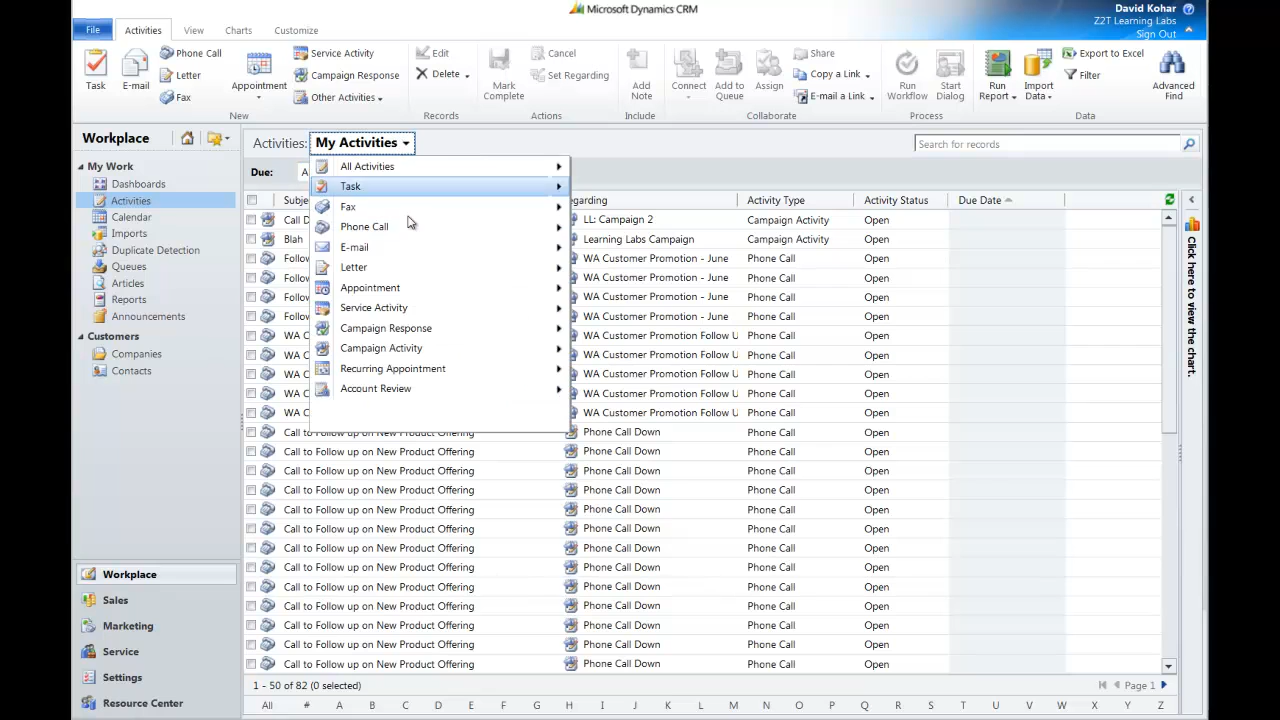 Microsoft Dynamics CRM
David Kohar
Z2T Learning Labs
Sign Out
File
Activities
View
Charts
Customize
Task
E-mail
Phone Call
Letter
Fax
Appointment
Service Activity
Campaign Response
Other Activities
New
Edit
Delete
Records
Mark Complete
Cancel
Set Regarding
Actions
Add Note
Include
Connect
Add to Queue
Assign
Share
Copy a Link
E-mail a Link
Collaborate
Run Workflow
Start Dialog
Process
Run Report
Import Data
Export to Excel
Filter
Advanced Find
Data
Workplace
My Work
Dashboards
Activities
Calendar
Imports
Duplicate Detection
Queues
Articles
Reports
Announcements
Customers
Companies
Contacts
Workplace
Sales
Marketing
Service
Settings
Resource Center
Activities: My Activities
Search for records
Due: A
All Activities
Task
Fax
Phone Call
E-mail
Letter
Appointment
Service Activity
Campaign Response
Campaign Activity
Recurring Appointment
Account Review
Subje egarding Activity Type Activity Status Due Date
Call D LL: Campaign 2 Campaign Activity Open
Blah Learning Labs Campaign Campaign Activity Open
Follow WA Customer Promotion - June Phone Call Open
Follow WA Customer Promotion - June Phone Call Open
Follow WA Customer Promotion - June Phone Call Open
Follow WA Customer Promotion - June Phone Call Open
WA C WA Customer Promotion Follow U Phone Call Open
WA C WA Customer Promotion Follow U Phone Call Open
WA C WA Customer Promotion Follow U Phone Call Open
WA C WA Customer Promotion Follow U Phone Call Open
WA C WA Customer Promotion Follow U Phone Call Open
Call to Follow up on New Product Offering Phone Call Down Phone Call Open
Call to Follow up on New Product Offering Phone Call Down Phone Call Open
Call to Follow up on New Product Offering Phone Call Down Phone Call Open
Call to Follow up on New Product Offering Phone Call Down Phone Call Open
Call to Follow up on New Product Offering Phone Call Down Phone Call Open
Call to Follow up on New Product Offering Phone Call Down Phone Call Open
Call to Follow up on New Product Offering Phone Call Down Phone Call Open
Call to Follow up on New Product Offering Phone Call Down Phone Call Open
Call to Follow up on New Product Offering Phone Call Down Phone Call Open
Call to Follow up on New Product Offering Phone Call Down Phone Call Open
Call to Follow up on New Product Offering Phone Call Down Phone Call Open
Call to Follow up on New Product Offering Phone Call Down Phone Call Open
Call to Follow up on New Product Offering Phone Call Down Phone Call Open
Click here to view the chart.
1 - 50 of 82 (0 selected)
Page 1
All # A B C D E F G H I J K L M N O P Q R S T U V W X Y Z